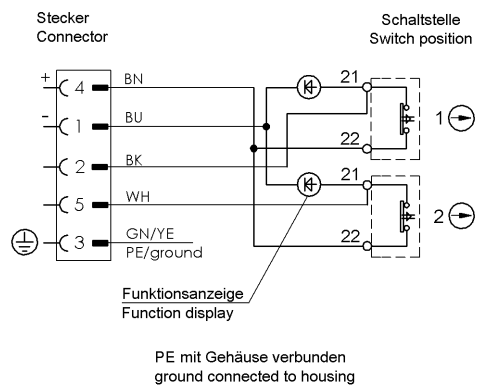 Stecker
Connector
Schaltstelle
Switch position
+
4 BN
21
22
1
-
1 BU
2 BK
5 WH
21
22
2
3 GN/YE
PE/ground
Funktionsanzeige
Function display
PE mit Gehäuse verbunden
ground connected to housing